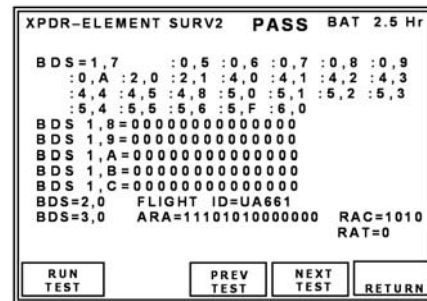 XPDR–ELEMENT SURV2 PASS BAT 2.5 Hr
BDS=1,7 :0,5 :0,6 :0,7 :0,8 :0,9
:0,A :2,0 :2,1 :4,0 :4,1 :4,2 :4,3
:4,4 :4,5 :4,8 :5,0 :5,1 :5,2 :5,3
:5,4 :5,5 :5,6 :5,F :6,0
BDS 1,8=00000000000000
BDS 1,9=00000000000000
BDS 1,A=00000000000000
BDS 1,B=00000000000000
BDS 1,C=00000000000000
BDS=2,0 FLIGHT ID=UA661
BDS=3,0 ARA=11101010000000 RAC=1010
RAT=0
RUN TEST
PREV TEST
NEXT TEST
RETURN